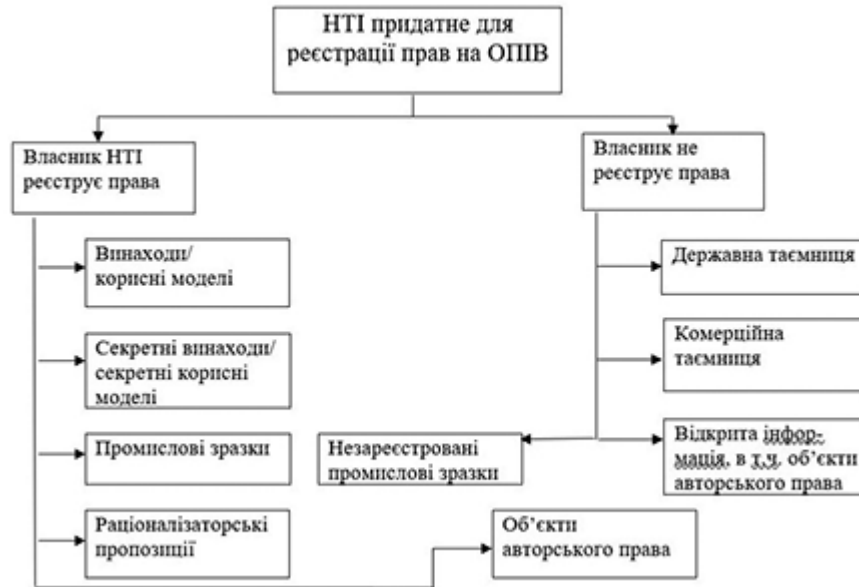 НТІ придатне для
реєстрації прав на ОПІВ
Власник НТІ
реєструє права
Власник не
реєструє права
Винаходи/
корисні моделі
Державна таємниця
Секретні винаходи/
секретні корисні
моделі
Комерційна
таємниця
Промислові зразки
Незареєстровані
промислові зразки
Відкрита інфор-
мація, в т.ч. об’єкти
авторського права
Раціоналізаторські
пропозиції
Об’єкти
авторського права